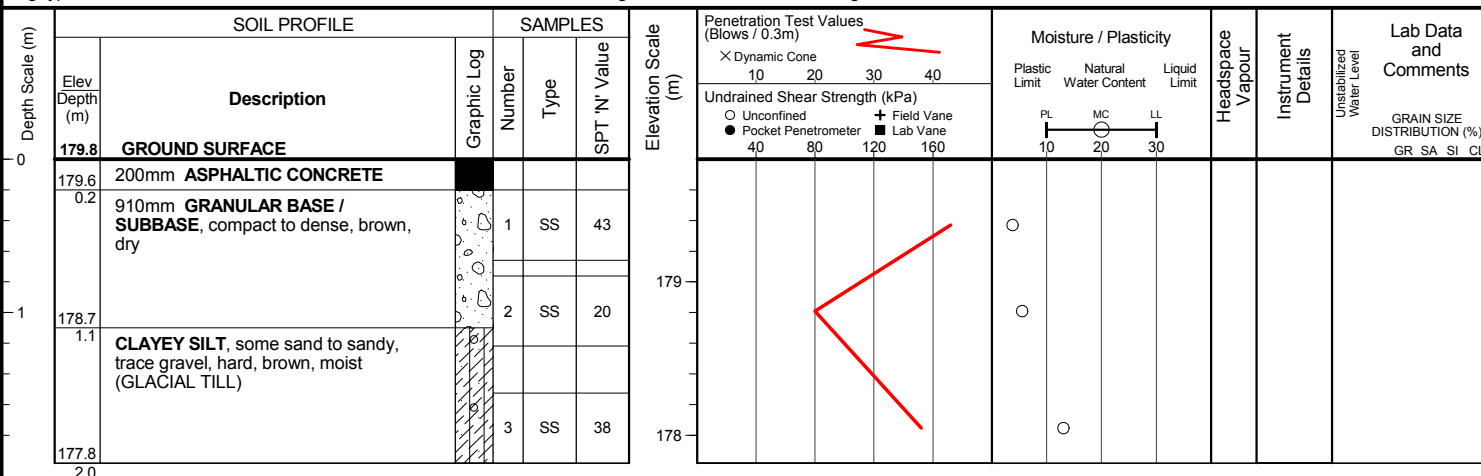 SOIL PROFILE
SAMPLES
Depth Scale (m)
Elev
Depth
(m)
Description
Graphic Log
Number
Type
SPT 'N' Value
Elevation Scale
(m)
Penetration Test Values
(Blows / 0.3m)
× Dynamic Cone
10 20 30 40
Undrained Shear Strength (kPa)
Unconfined
Field Vane
Pocket Penetrometer
Lab Vane
40 80 120 160
Moisture / Plasticity
Plastic Limit
Natural Water Content
Liquid Limit
PL MC LL
10 20 30
Headspace
Vapour
Instrument
Details
Unstabilized
Water Level
Lab Data
and
Comments
GRAIN SIZE
DISTRIBUTION (%)
GR SA SI CL
0
179.8 GROUND SURFACE
179.6 200mm ASPHALTIC CONCRETE
0.2
910mm GRANULAR BASE /
SUBBASE, compact to dense, brown,
dry
1 SS 43
179
1
2 SS 20
178.7
1.1
CLAYEY SILT, some sand to sandy,
trace gravel, hard, brown, moist
(GLACIAL TILL)
3 SS 38
178
177.8
2.0